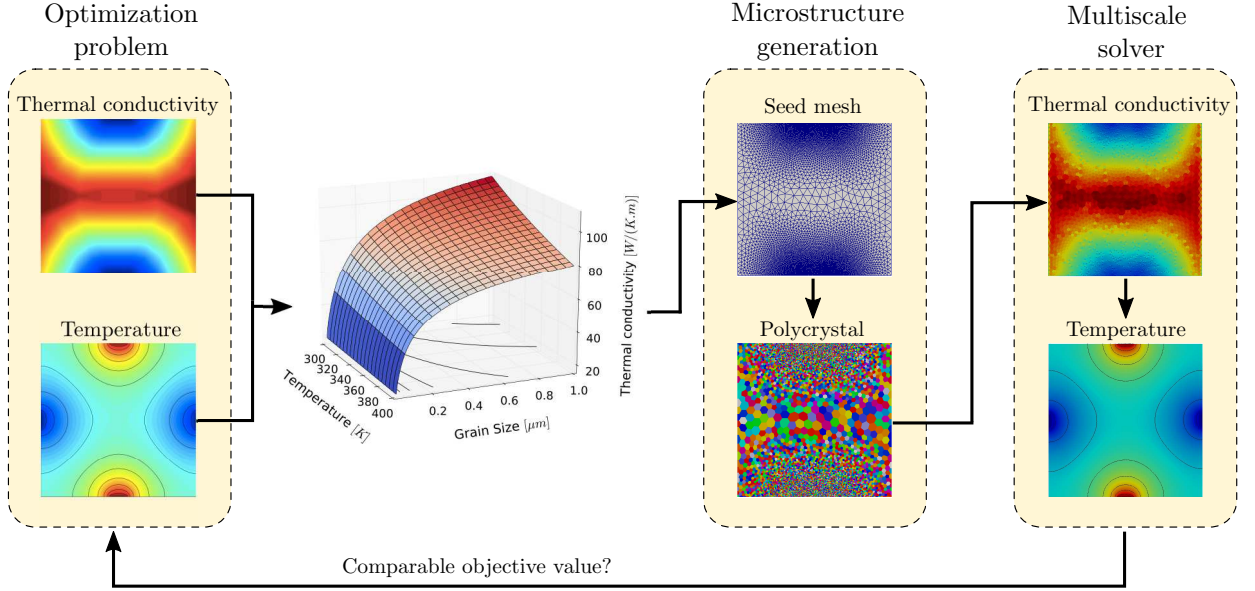 Optimization
problem
Thermal conductivity
Temperature
300
320
340
360
380
400
Temperature [K]
0.2
0.4
0.6
0.8
1.0
Grain Size [μm]
20
40
60
80
100
Thermal conductivity [W/(K.m)]
Microstructure
generation
Seed mesh
Polycrystal
Multiscale
solver
Thermal conductivity
Temperature
Comparable objective value?